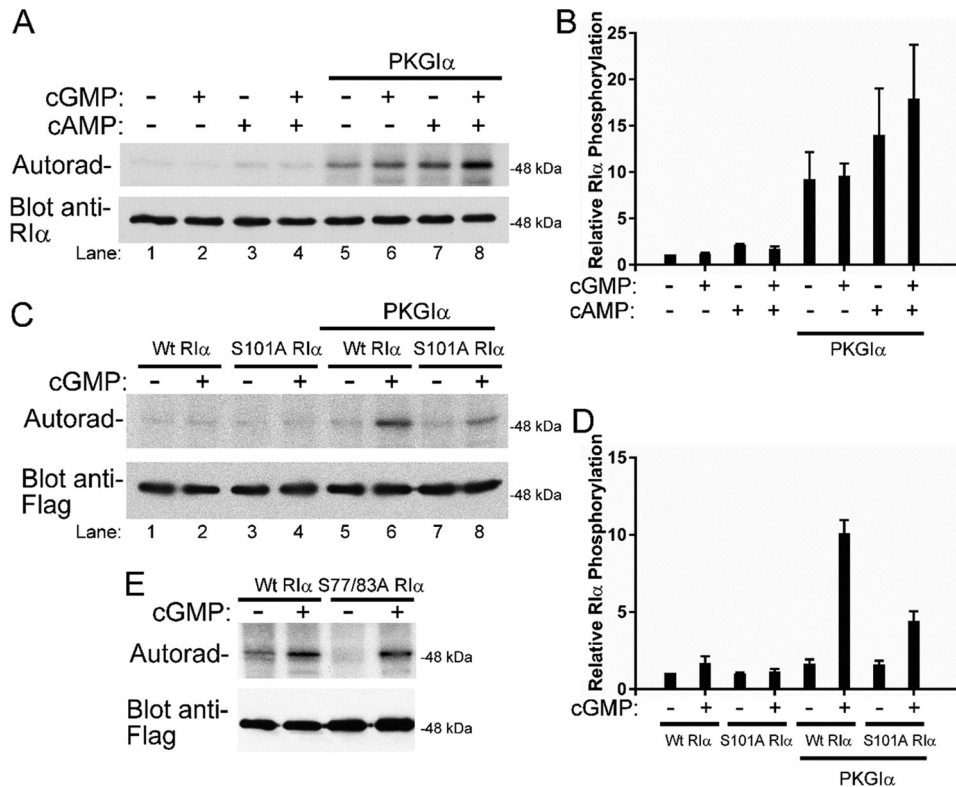 A
PKGIα
cGMP: - + - + - + - +
cAMP: - - + + - - + +
Autorad- -48 kDa
Blot anti-RIα -48 kDa
Lane: 1 2 3 4 5 6 7 8
B
Relative RIα Phosphorylation
25
20
15
10
5
0
cGMP: - + - + - + - +
cAMP: - - + + - - + +
PKGIα
C
PKGIα
Wt RIα S101A RIα Wt RIα S101A RIα
cGMP: - + - + - + - +
Autorad- -48 kDa
Blot anti-Flag -48 kDa
Lane: 1 2 3 4 5 6 7 8
D
Relative RIα Phosphorylation
15
10
5
0
cGMP: - + - + - + - +
Wt RIα S101A RIα Wt RIα S101A RIα
PKGIα
E
Wt RIα S77/83A RIα
cGMP: - + - +
Autorad- -48 kDa
Blot anti-Flag -48 kDa